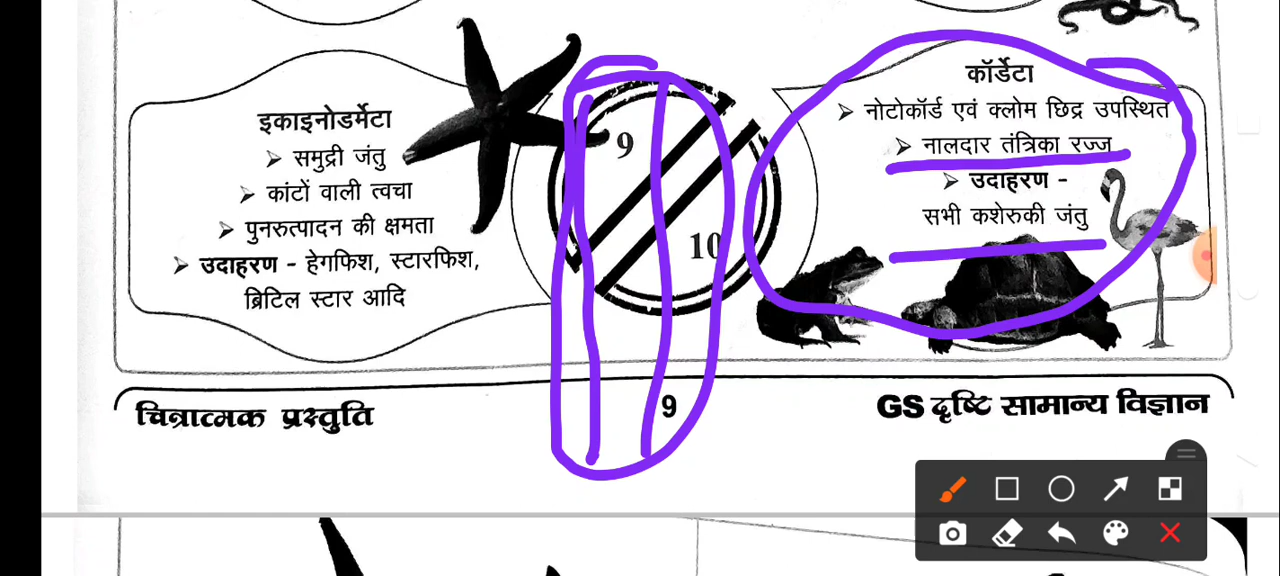 इकाइनोडर्मेटा
➢ समुद्री जंतु
➢ कांटों वाली त्वचा
➢ पुनरुत्पादन की क्षमता
➢ उदाहरण - हेगफिश, स्टारफिश,
ब्रिटिल स्टार आदि
9
10
कॉर्डेटा
➢ नोटोकॉर्ड एवं क्लोम छिद्र उपस्थित
➢ नालदार तंत्रिका रज्ज
➢ उदाहरण -
सभी कशेरुकी जंतु
चित्रात्मक प्रस्तुति
9
GS दृष्टि सामान्य विज्ञान